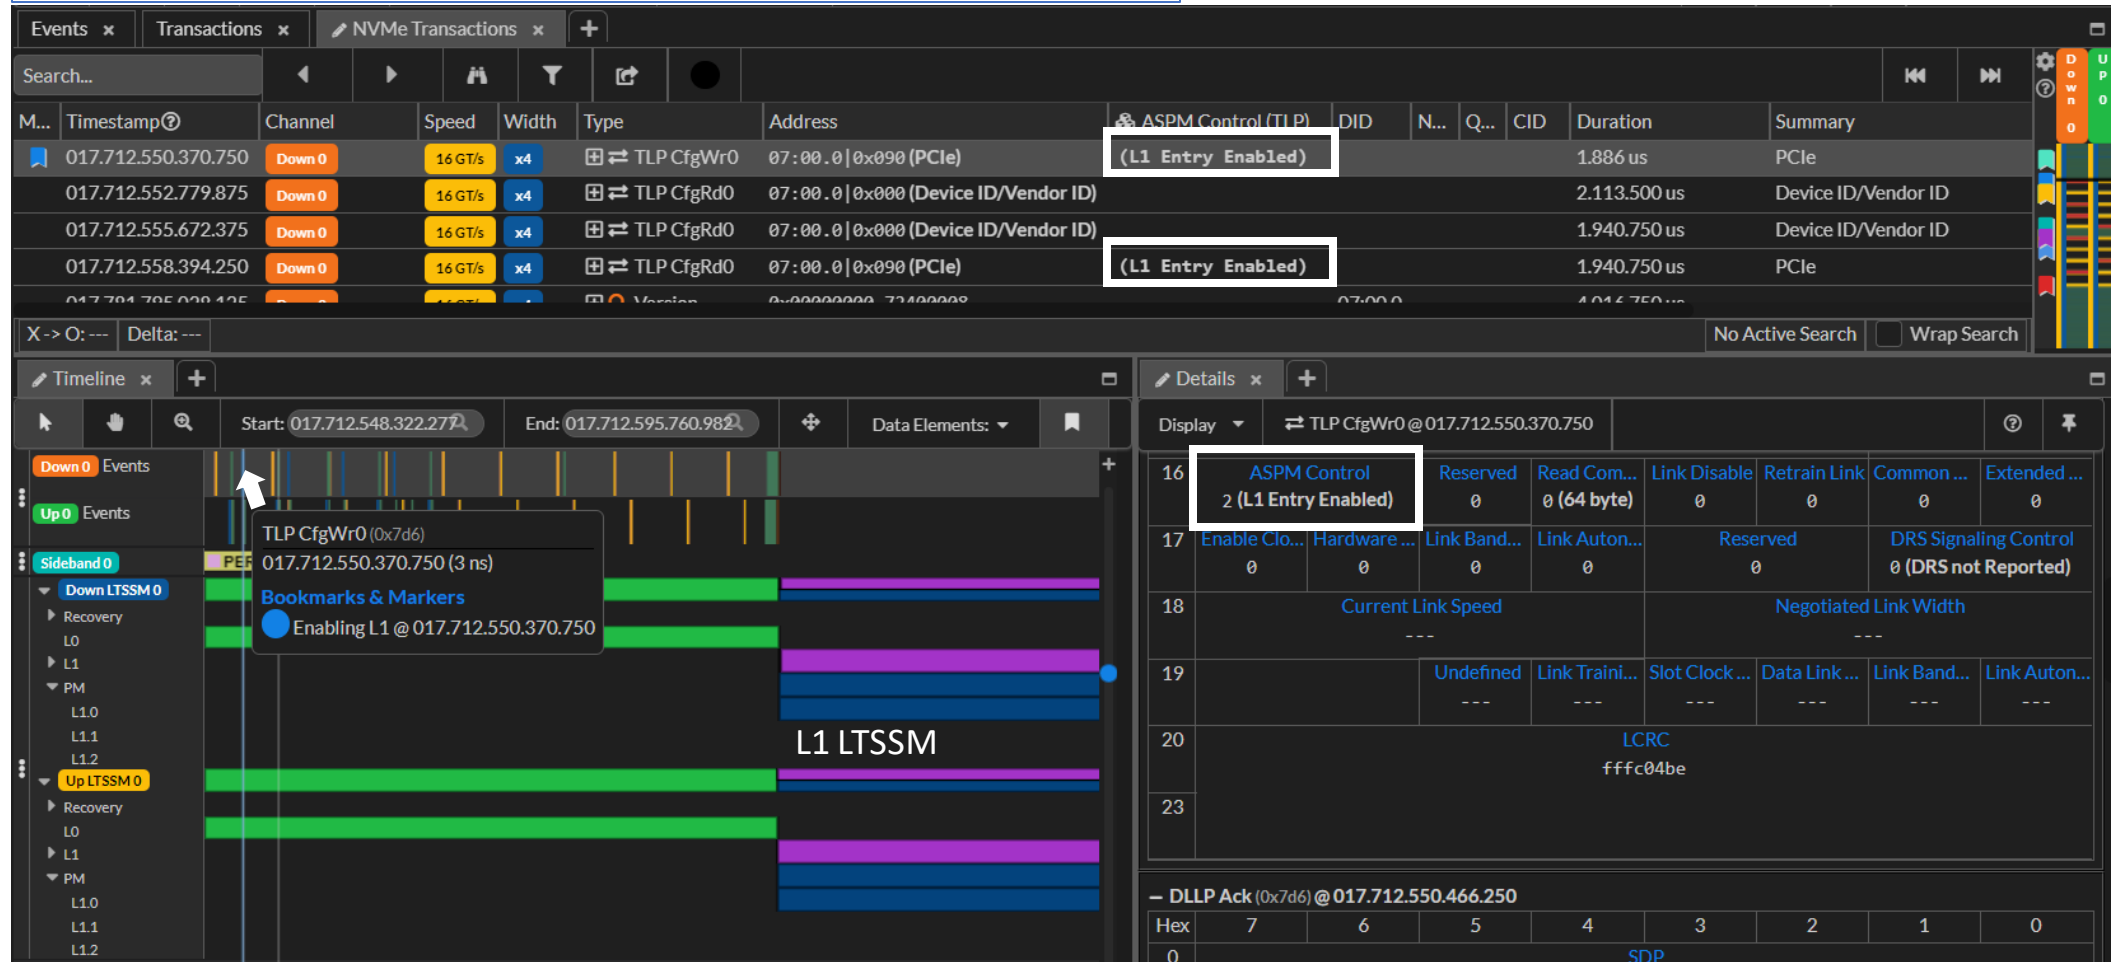 Events × Transactions × NVMe Transactions × +
Search...
M... Timestamp Channel Speed Width Type Address ASPM Control (TLP) DID N... Q... CID Duration Summary
017.712.550.370.750 Down 0 16 GT/s x4 TLP CfgWr0 07:00.0|0x090 (PCIe) (L1 Entry Enabled) 1.886 us PCIe
017.712.552.779.875 Down 0 16 GT/s x4 TLP CfgRd0 07:00.0|0x000 (Device ID/Vendor ID) 2.113.500 us Device ID/Vendor ID
017.712.555.672.375 Down 0 16 GT/s x4 TLP CfgRd0 07:00.0|0x000 (Device ID/Vendor ID) 1.940.750 us Device ID/Vendor ID
017.712.558.394.250 Down 0 16 GT/s x4 TLP CfgRd0 07:00.0|0x090 (PCIe) (L1 Entry Enabled) 1.940.750 us PCIe
Down 0
Up 0
X -> O: --- Delta: --- No Active Search Wrap Search
Timeline × +
Start: 017.712.548.322.277 End: 017.712.595.760.982 Data Elements:
Down 0 Events
Up 0 Events
Sideband 0 PER
Down LTSSM 0
Recovery
L0
L1
PM
L1.0
L1.1
L1.2
Up LTSSM 0
Recovery
L0
L1
PM
L1.0
L1.1
L1.2
TLP CfgWr0 (0x7d6)
017.712.550.370.750 (3 ns)
Bookmarks & Markers
Enabling L1 @ 017.712.550.370.750
L1 LTSSM
Details × +
Display TLP CfgWr0 @ 017.712.550.370.750
16 ASPM Control Reserved Read Com... Link Disable Retrain Link Common ... Extended ...
2 (L1 Entry Enabled) 0 0 (64 byte) 0 0 0 0
17 Enable Clo... Hardware ... Link Band... Link Auton... Reserved DRS Signaling Control
0 0 0 0 0 0 (DRS not Reported)
18 Current Link Speed Negotiated Link Width
--- ---
19 Undefined Link Traini... Slot Clock ... Data Link ... Link Band... Link Auton...
--- --- --- --- --- ---
20 LCRC
fffc04be
23
– DLLP Ack (0x7d6) @ 017.712.550.466.250
Hex 7 6 5 4 3 2 1 0
0 SDP